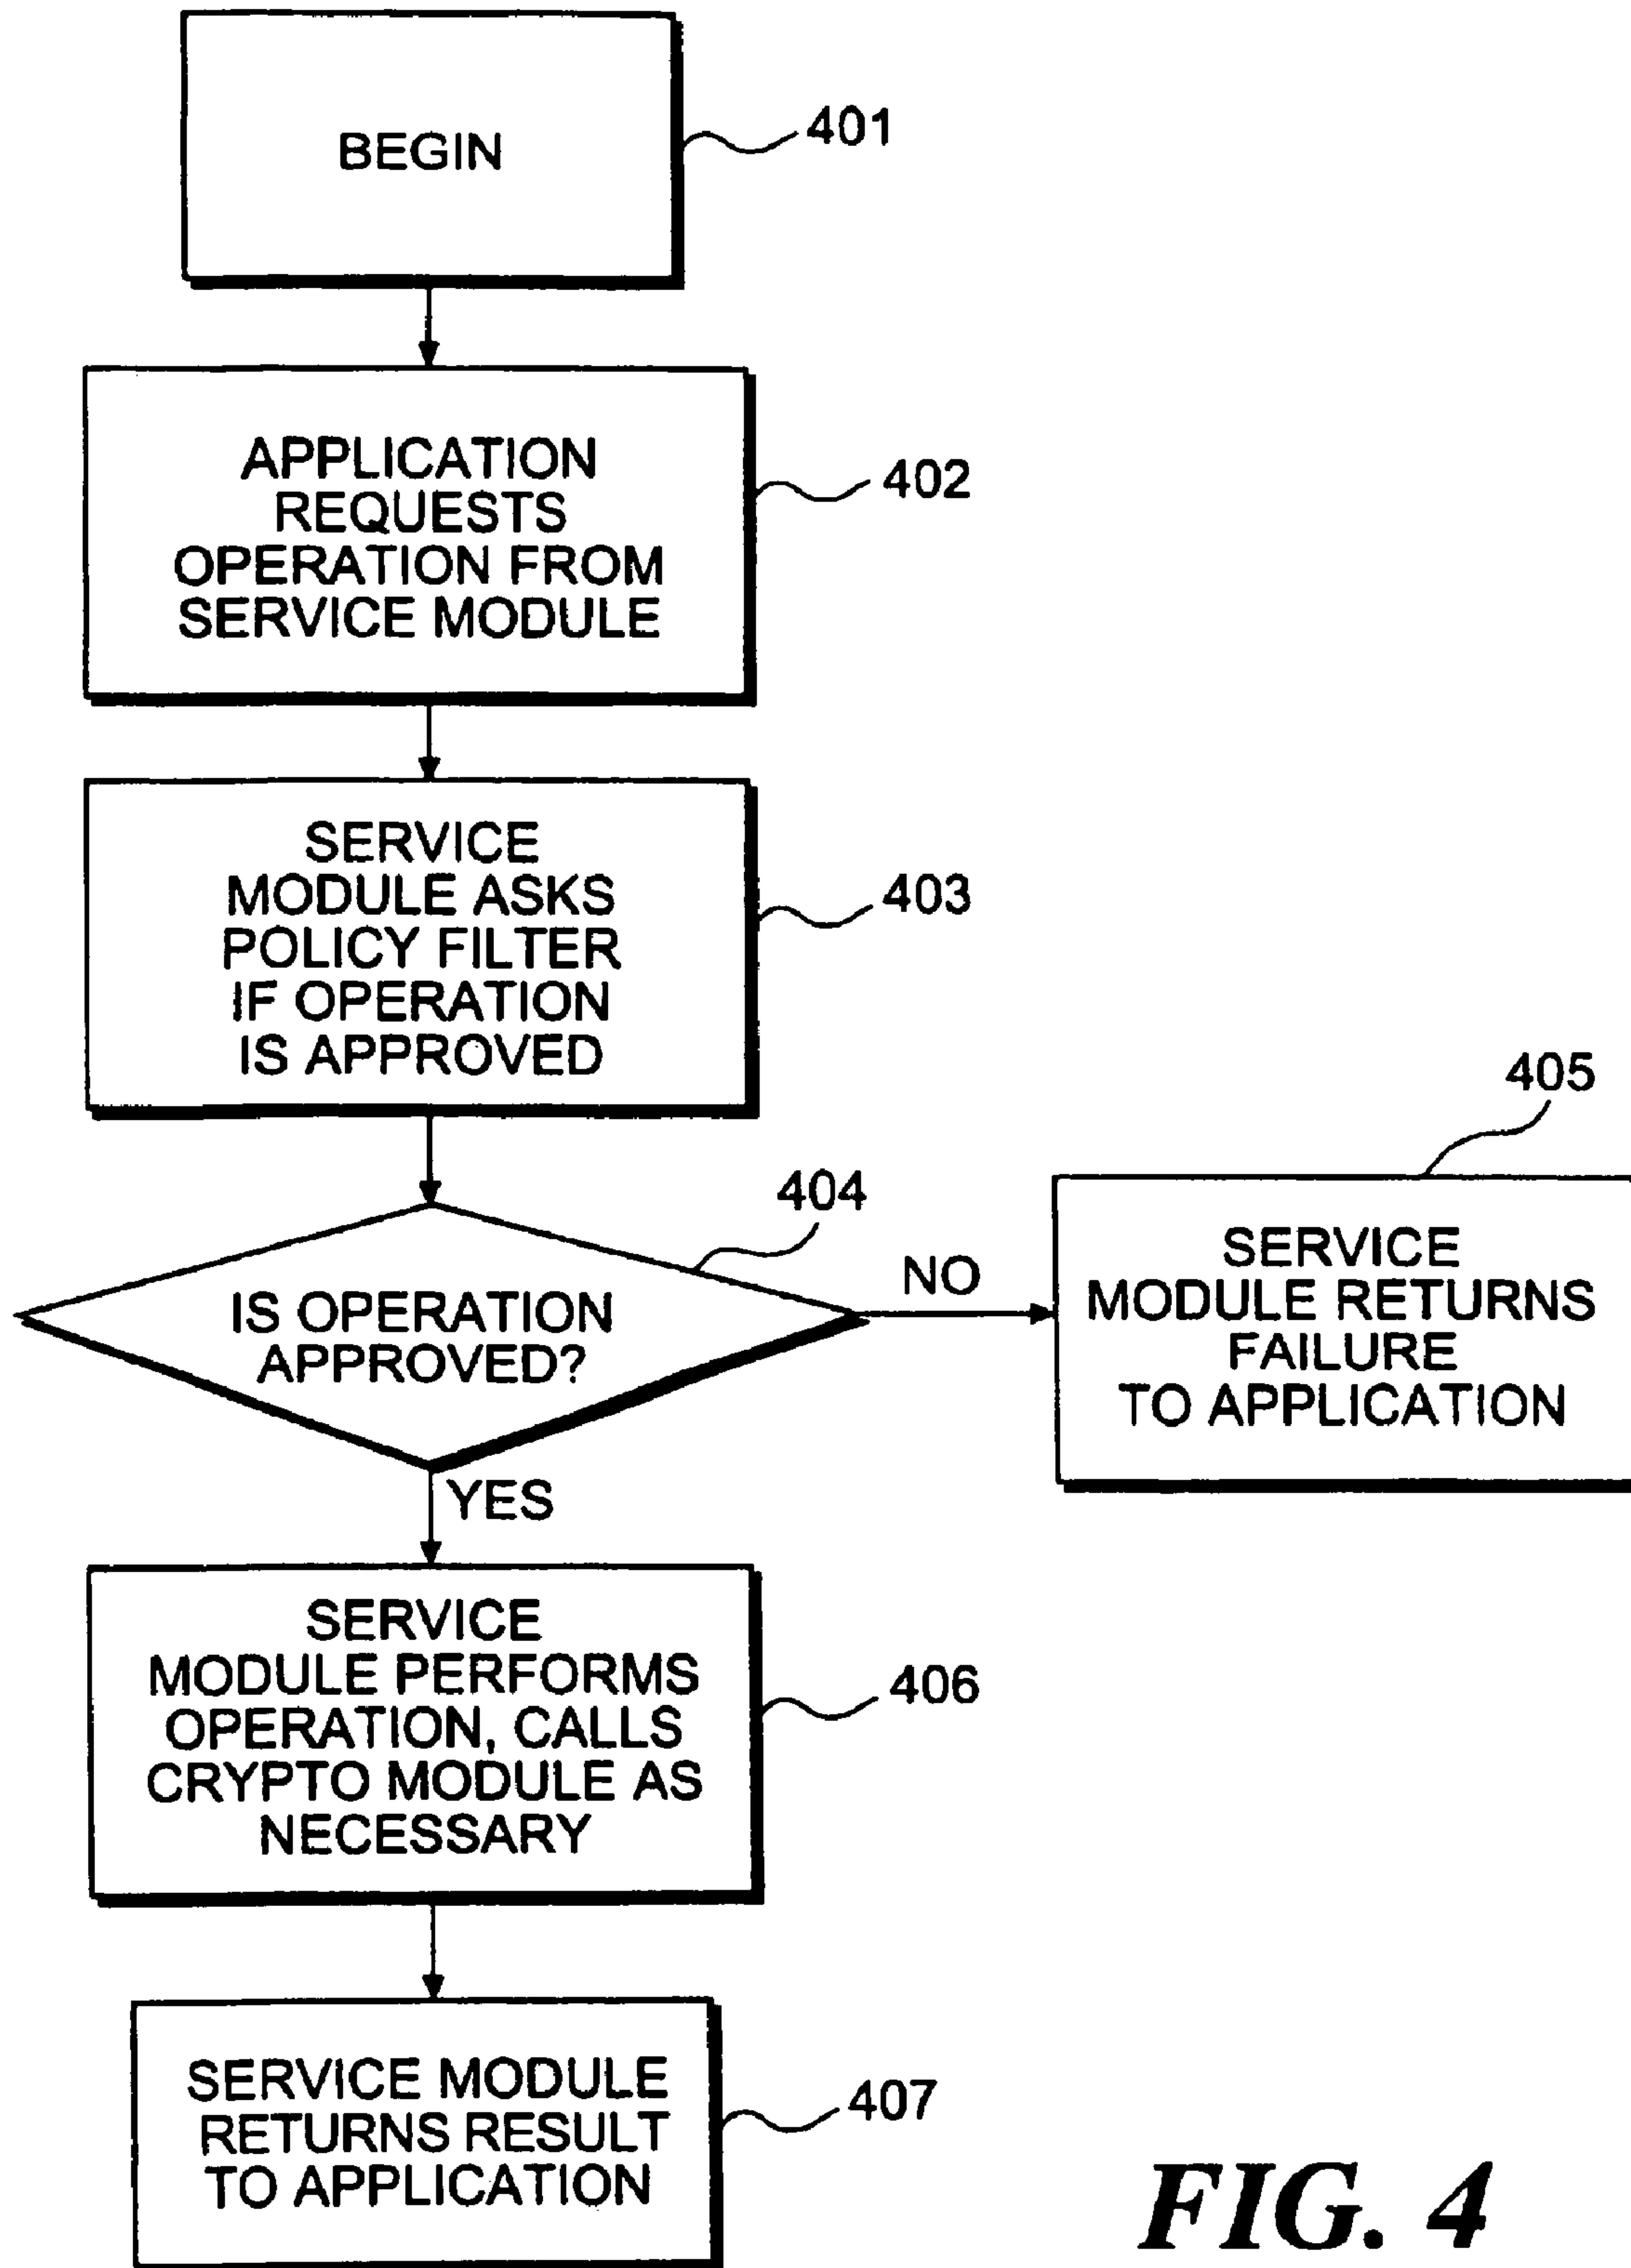 BEGIN
401
APPLICATION
REQUESTS
OPERATION FROM
SERVICE MODULE
402
SERVICE
MODULE ASKS
POLICY FILTER
IF OPERATION
IS APPROVED
403
404
IS OPERATION
APPROVED?
NO
405
SERVICE
MODULE RETURNS
FAILURE
TO APPLICATION
YES
SERVICE
MODULE PERFORMS
OPERATION, CALLS
CRYPTO MODULE AS
NECESSARY
406
SERVICE MODULE
RETURNS RESULT
TO APPLICATION
407
FIG. 4